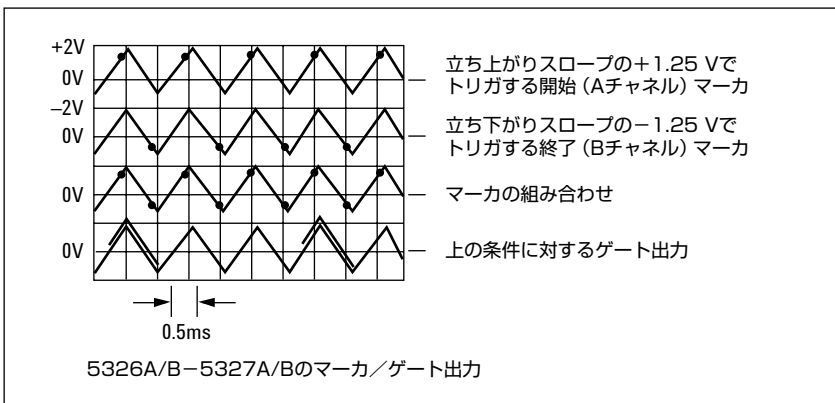 +2V
0V
立ち上がりスロープの＋1.25 Vで
トリガする開始（Aチャネル）マーカ
−2V
0V
立ち下がりスロープの−1.25 Vで
トリガする終了（Bチャネル）マーカ
0V
マーカの組み合わせ
0V
上の条件に対するゲート出力
0.5ms
5326A/B−5327A/Bのマーカ／ゲート出力